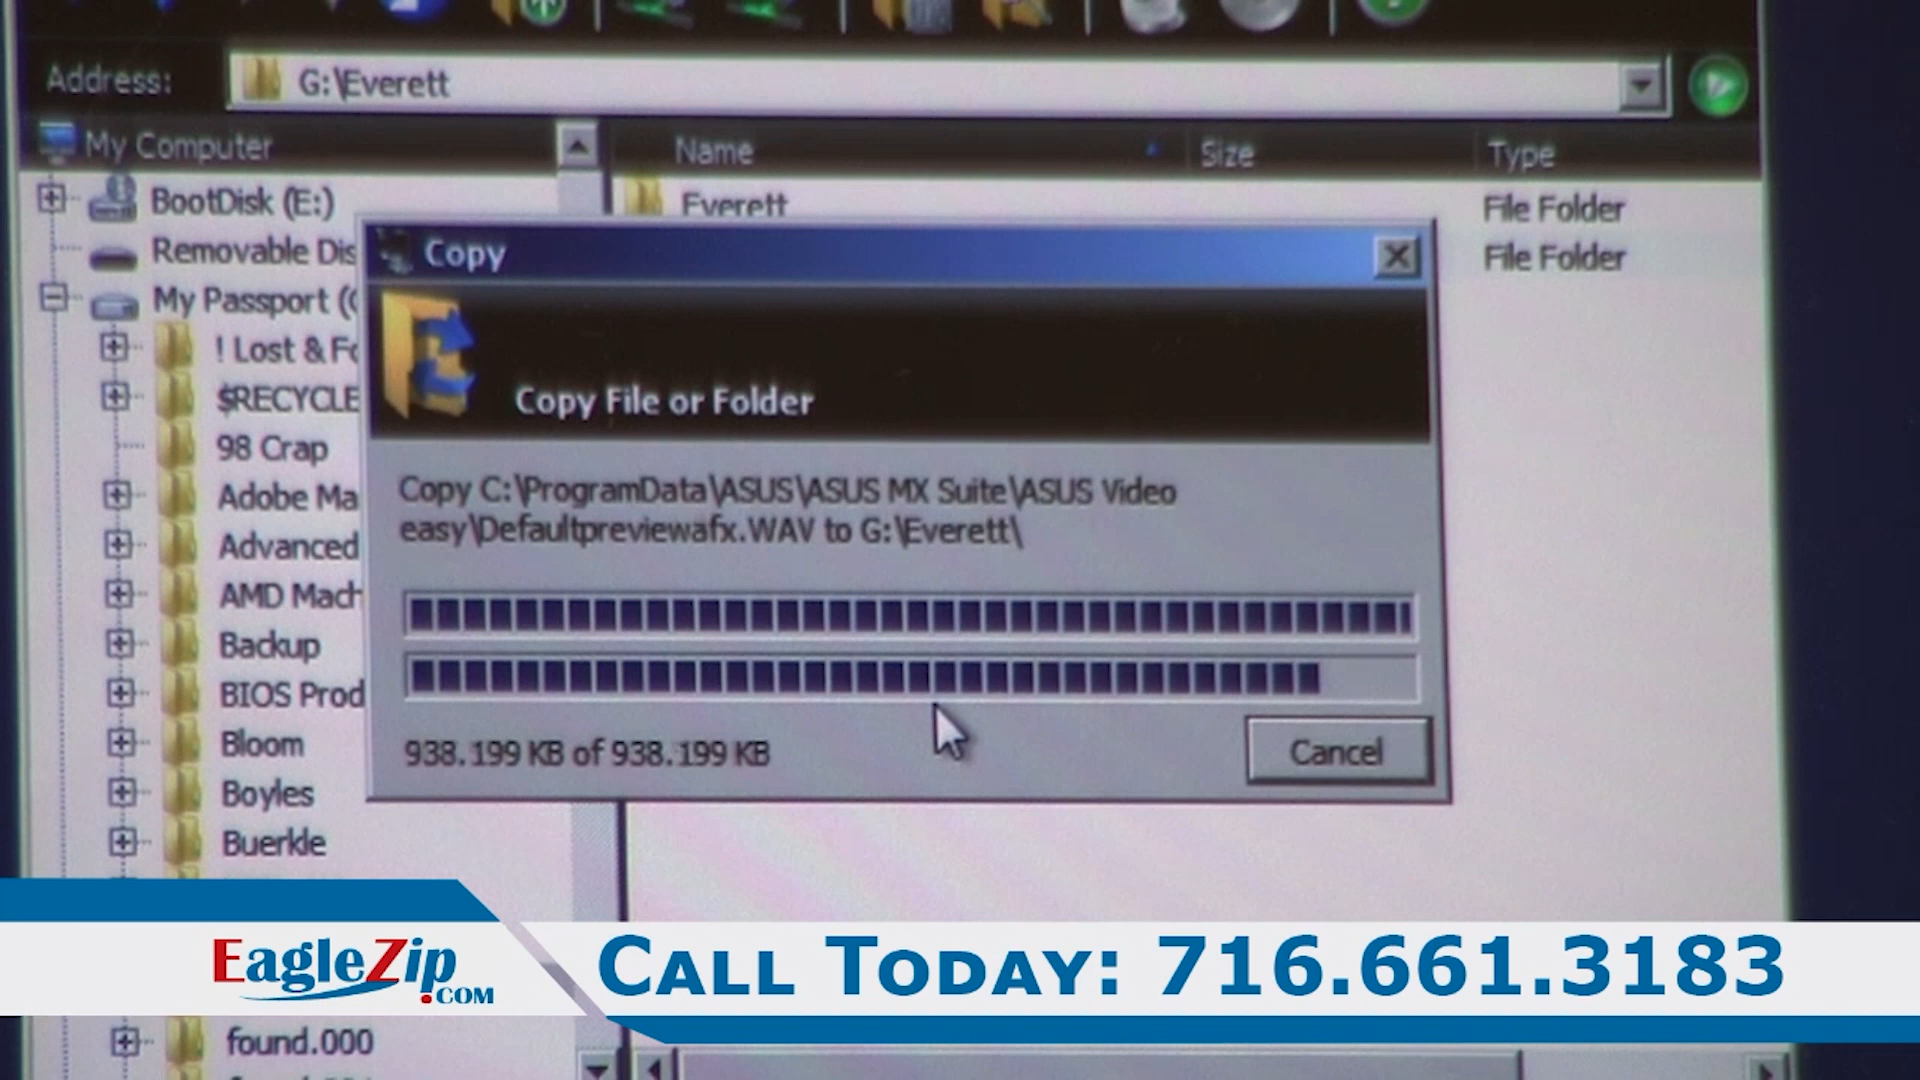 Address: G:\Everett
My Computer
Name Size Type
BootDisk (E:)
Everett File Folder
Removable Dis
File Folder
My Passport (
! Lost & Fo
$RECYCLE
98 Crap
Adobe Ma
Advanced
AMD Mach
Backup
BIOS Prod
Bloom
Boyles
Buerkle
found.000
Copy
Copy File or Folder
Copy C:\ProgramData\ASUS\ASUS MX Suite\ASUS Video
easy\Defaultpreviewafx.WAV to G:\Everett\
938.199 KB of 938.199 KB
Cancel
EagleZip.COM
CALL TODAY: 716.661.3183